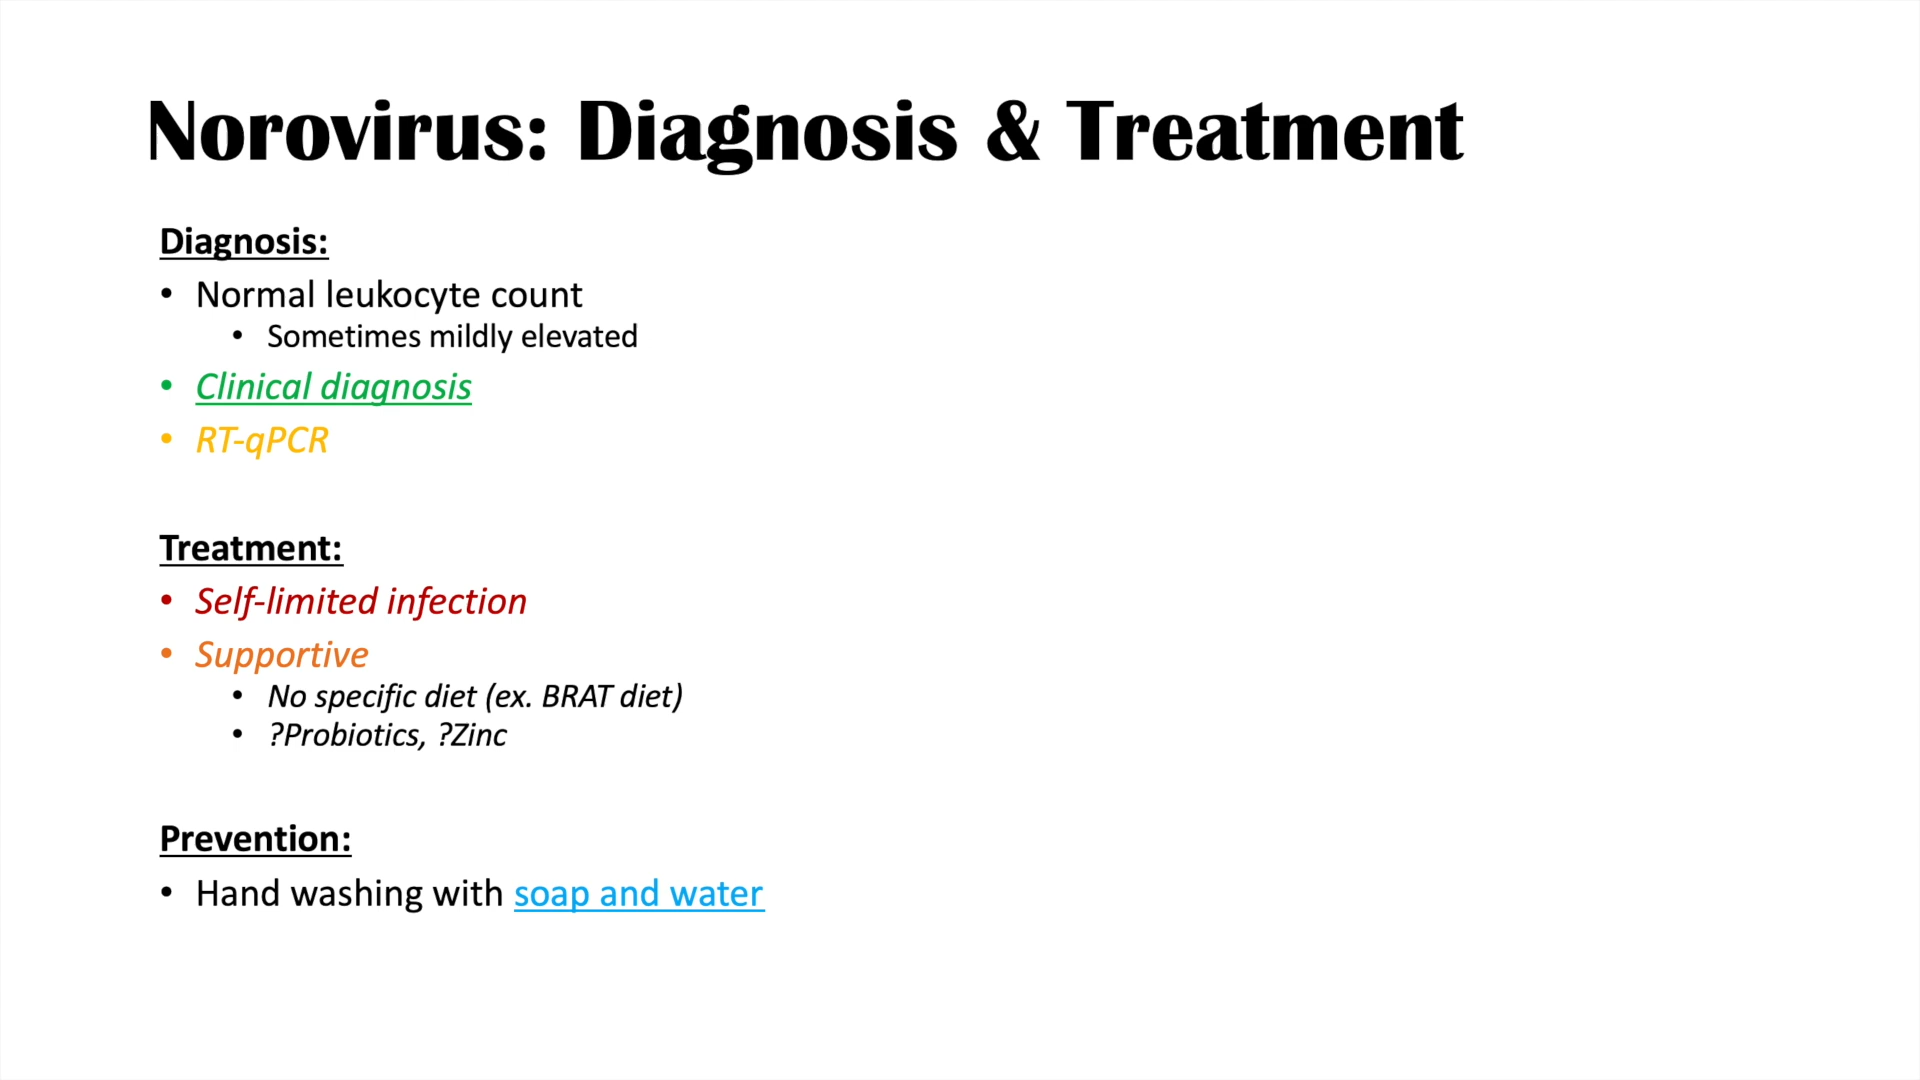 Norovirus: Diagnosis & Treatment
Diagnosis:
• Normal leukocyte count
• Sometimes mildly elevated
• Clinical diagnosis
• RT-qPCR
Treatment:
• Self-limited infection
• Supportive
• No specific diet (ex. BRAT diet)
• ?Probiotics, ?Zinc
Prevention:
• Hand washing with soap and water